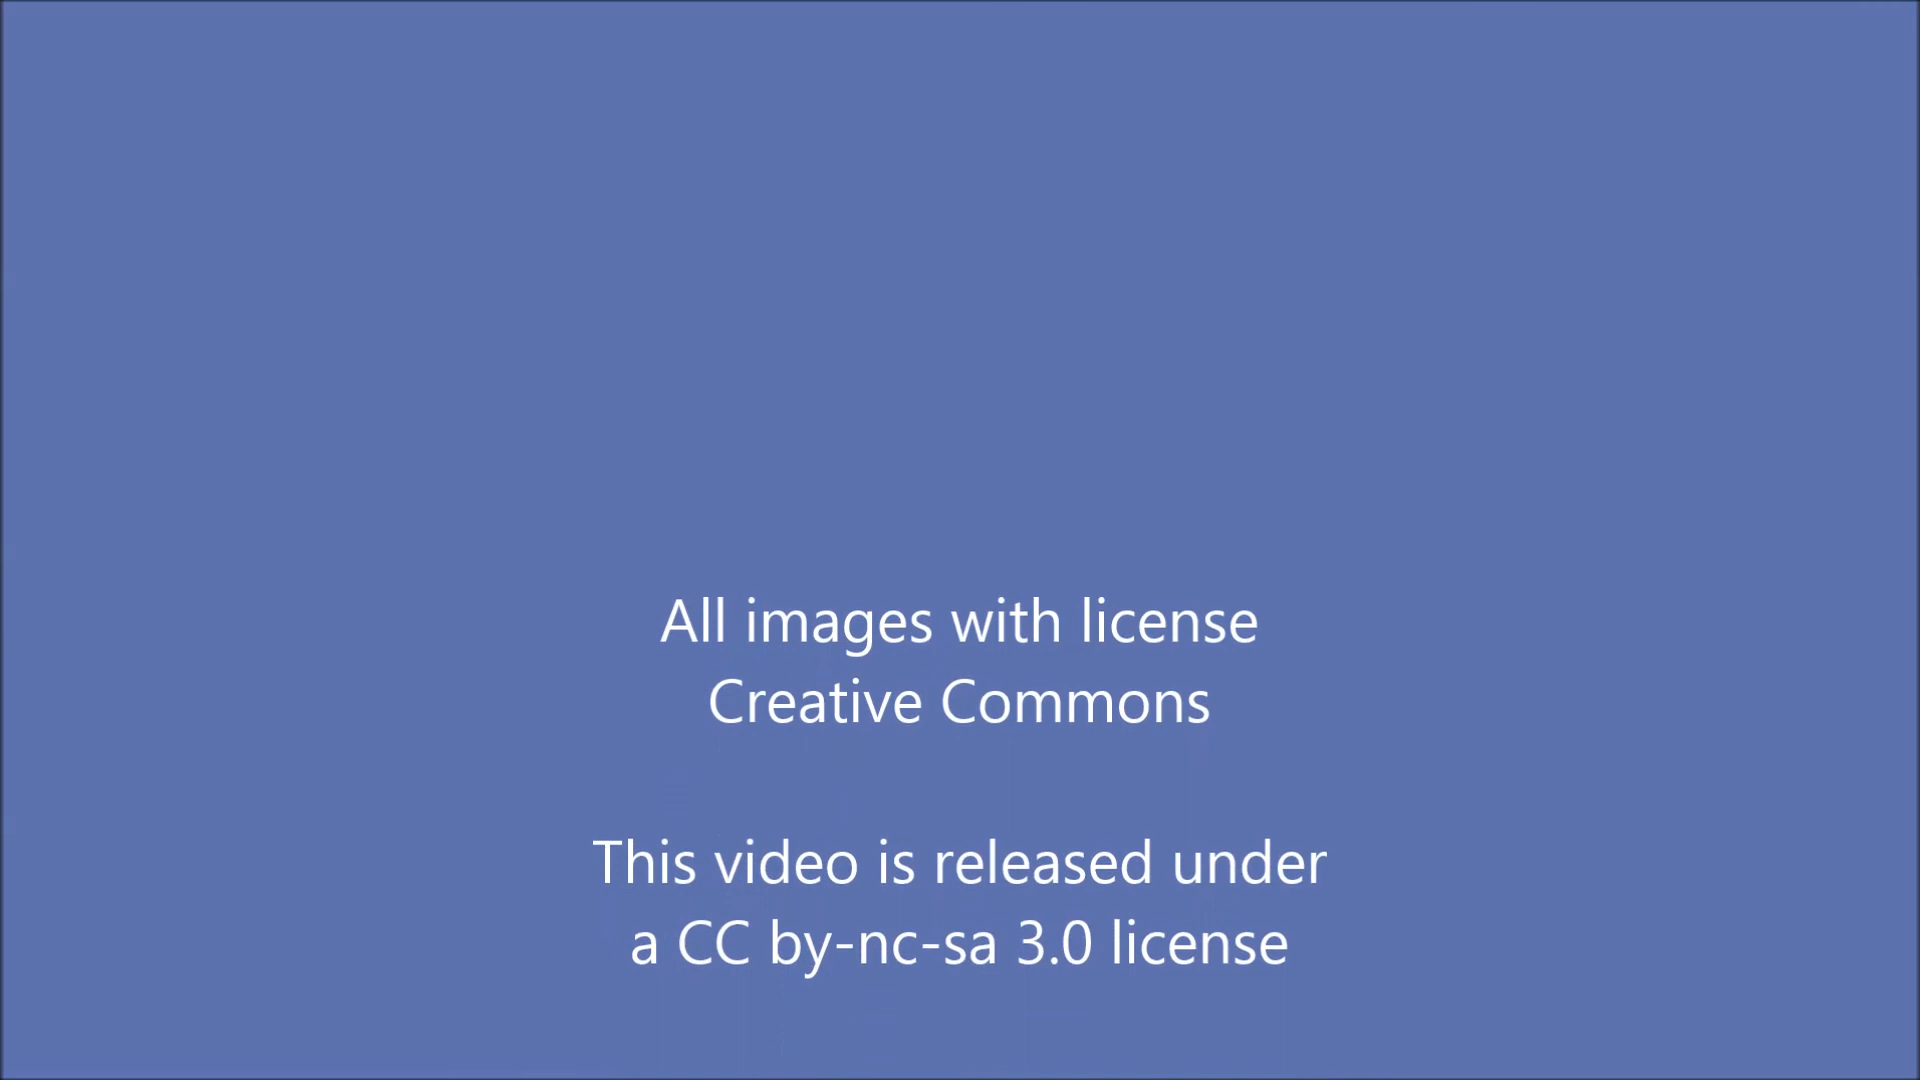 All images with license
Creative Commons
This video is released under
a CC by-nc-sa 3.0 license